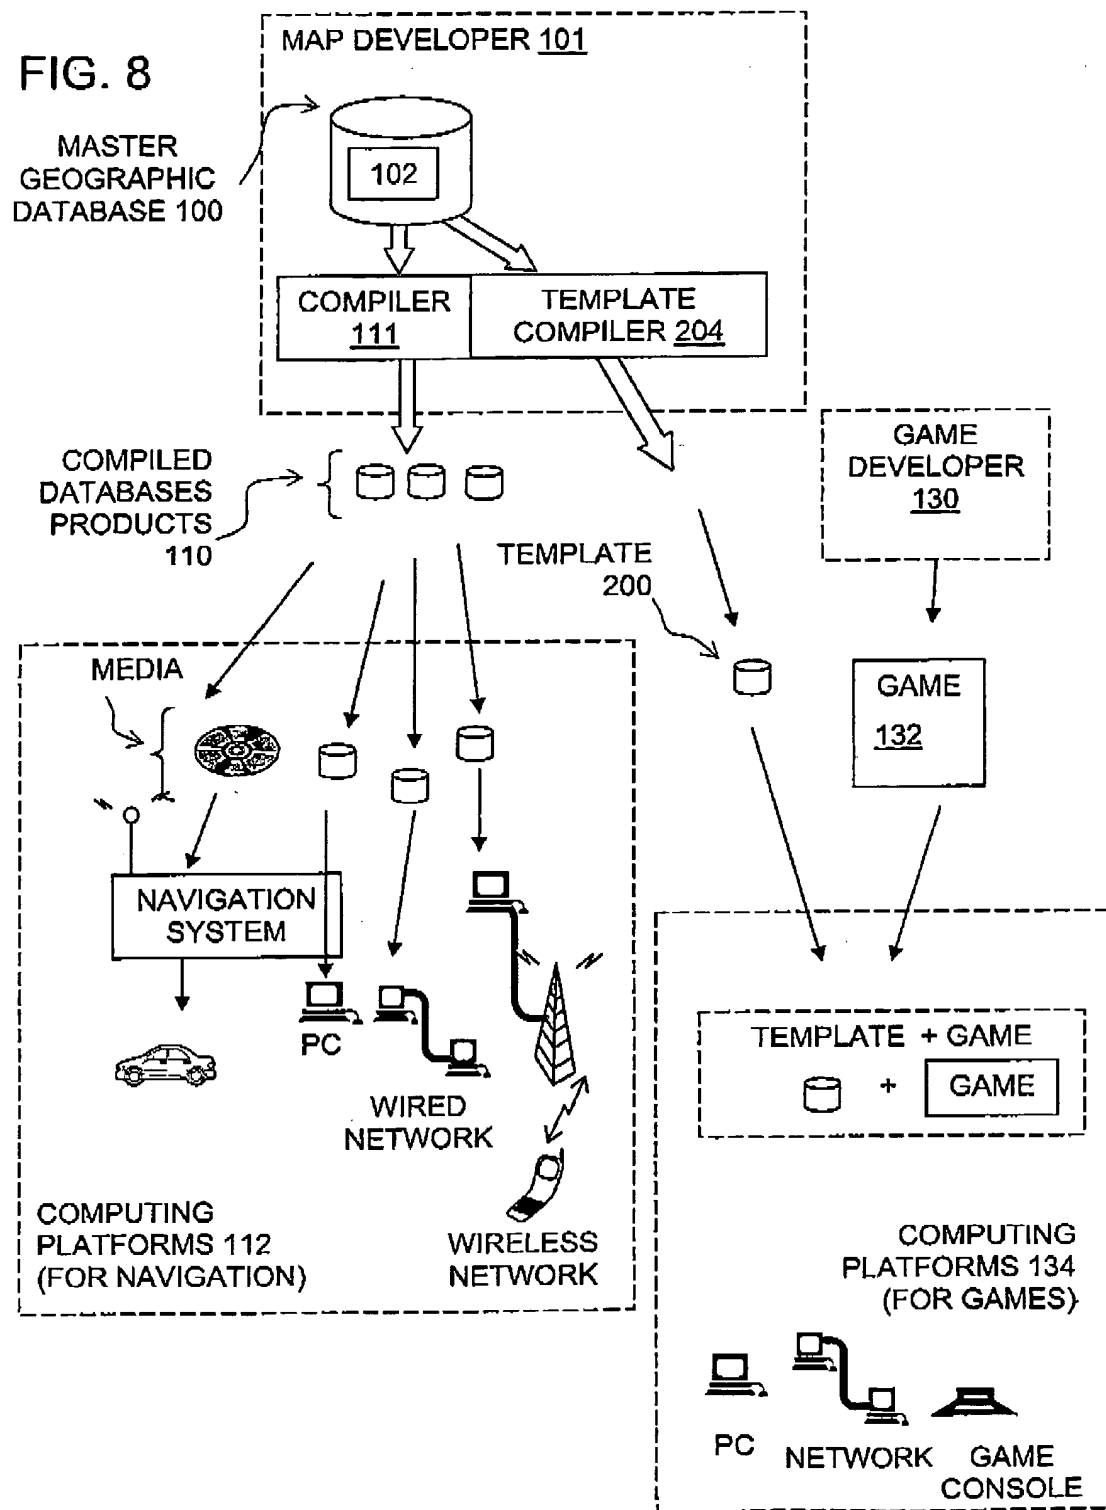 FIG. 8
MAP DEVELOPER 101
MASTER
GEOGRAPHIC
DATABASE 100
102
COMPILER
111
TEMPLATE
COMPILER 204
COMPILED
DATABASES
PRODUCTS
110
GAME
DEVELOPER
130
TEMPLATE
200
MEDIA
GAME
132
NAVIGATION
SYSTEM
PC
WIRED
NETWORK
WIRELESS
NETWORK
COMPUTING
PLATFORMS 112
(FOR NAVIGATION)
TEMPLATE + GAME
+
GAME
COMPUTING
PLATFORMS 134
(FOR GAMES)
PC
NETWORK
GAME
CONSOLE